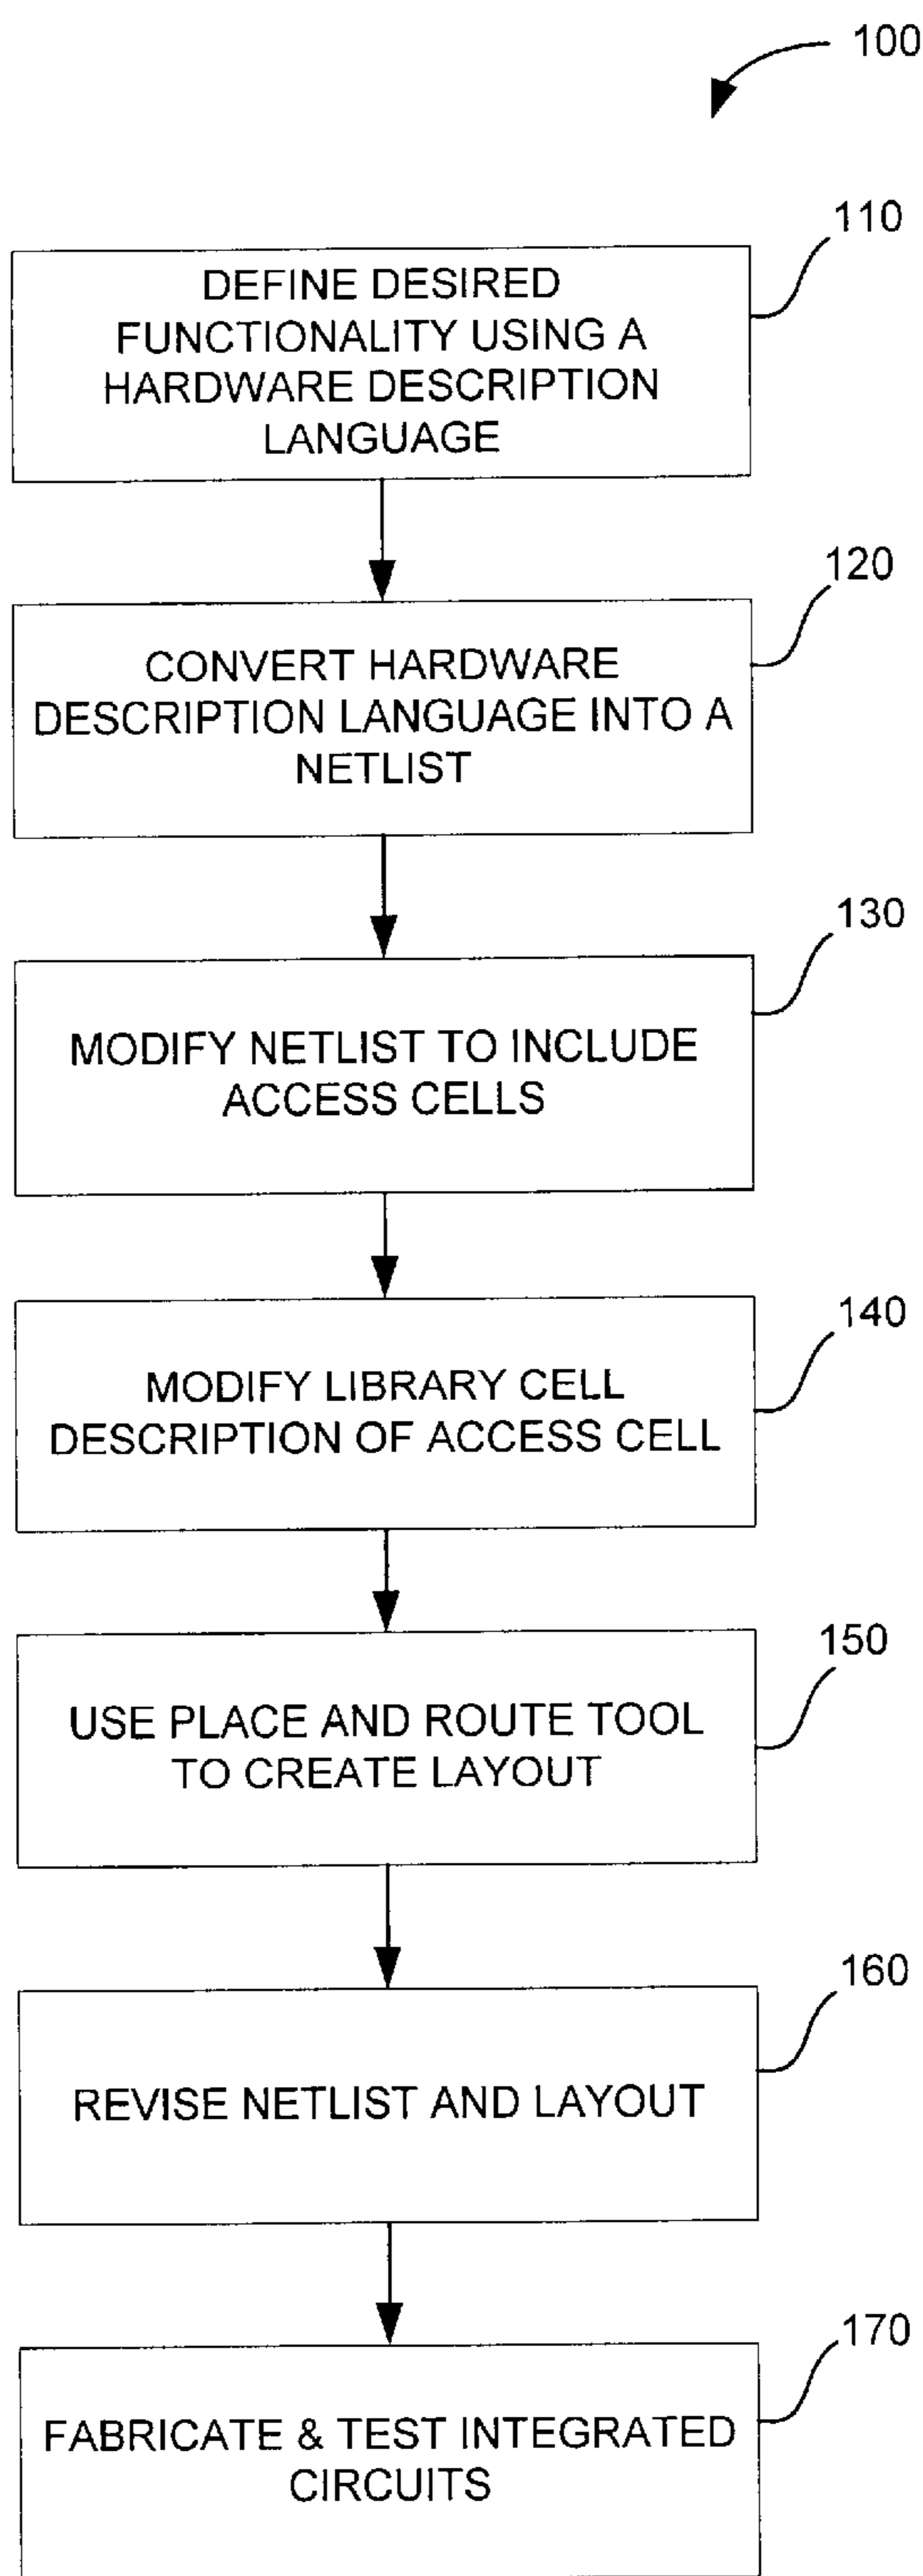 100
110
DEFINE DESIRED
FUNCTIONALITY USING A
HARDWARE DESCRIPTION
LANGUAGE
120
CONVERT HARDWARE
DESCRIPTION LANGUAGE INTO A
NETLIST
130
MODIFY NETLIST TO INCLUDE
ACCESS CELLS
140
MODIFY LIBRARY CELL
DESCRIPTION OF ACCESS CELL
150
USE PLACE AND ROUTE TOOL
TO CREATE LAYOUT
160
REVISE NETLIST AND LAYOUT
170
FABRICATE & TEST INTEGRATED
CIRCUITS